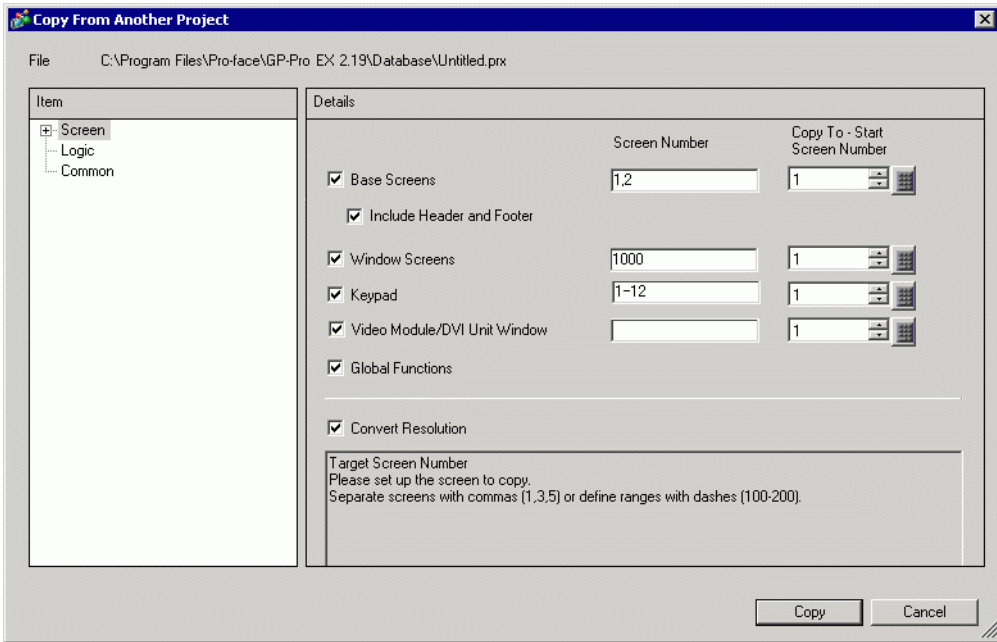 Copy From Another Project
File C:\Program Files\Pro-face\GP-Pro EX 2.19\Database\Untitled.prx
Item
Screen
Logic
Common
Details
Screen Number
Copy To - Start
Screen Number
Base Screens 1,2 1
Include Header and Footer
Window Screens 1000 1
Keypad 1-12 1
Video Module/DVI Unit Window 1
Global Functions
Convert Resolution
Target Screen Number
Please set up the screen to copy.
Separate screens with commas (1,3,5) or define ranges with dashes (100-200).
Copy Cancel